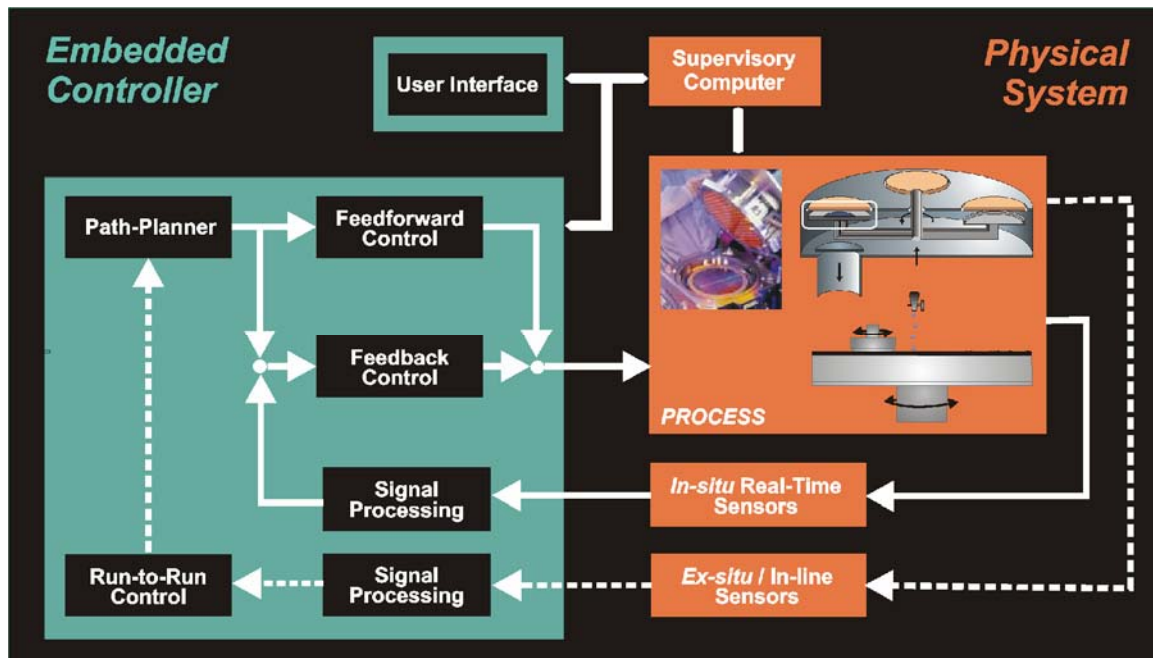 Embedded
Controller
User Interface
Supervisory
Computer
Physical
System
Path-Planner
Feedforward
Control
Feedback
Control
PROCESS
Signal
Processing
In-situ Real-Time
Sensors
Run-to-Run
Control
Signal
Processing
Ex-situ / In-line
Sensors